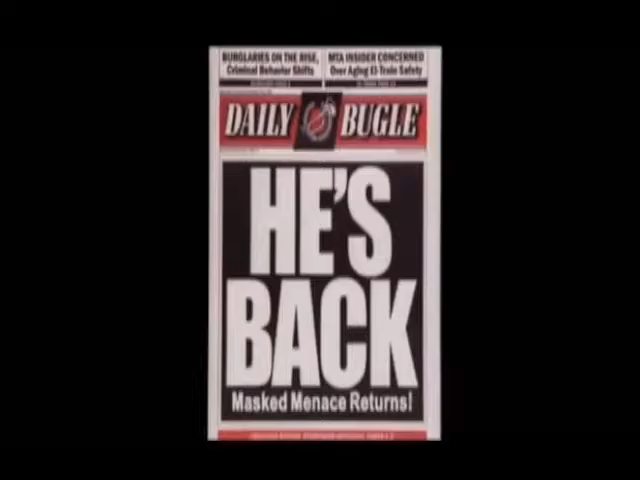 BURGLARIES ON THE RISE,
Criminal Behavior Shifts
MTA INSIDER CONCERNED
Over Aging El-Train Safety
DAILY BUGLE
HE'S
BACK
Masked Menace Returns!